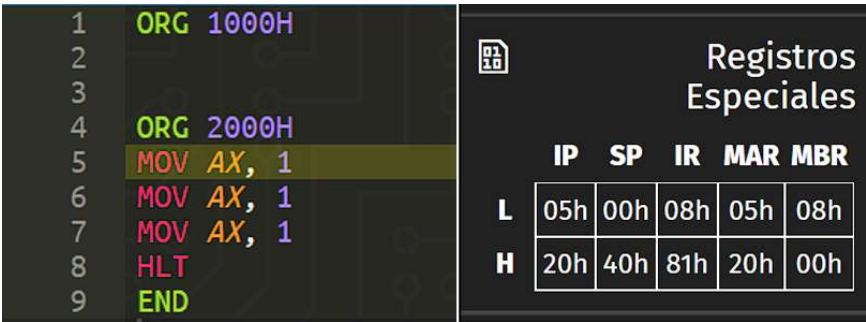 1 ORG 1000H
2
3
4 ORG 2000H
5 MOV AX, 1
6 MOV AX, 1
7 MOV AX, 1
8 HLT
9 END
01
10
Registros
Especiales
IP SP IR MAR MBR
L 05h 00h 08h 05h 08h
H 20h 40h 81h 20h 00h